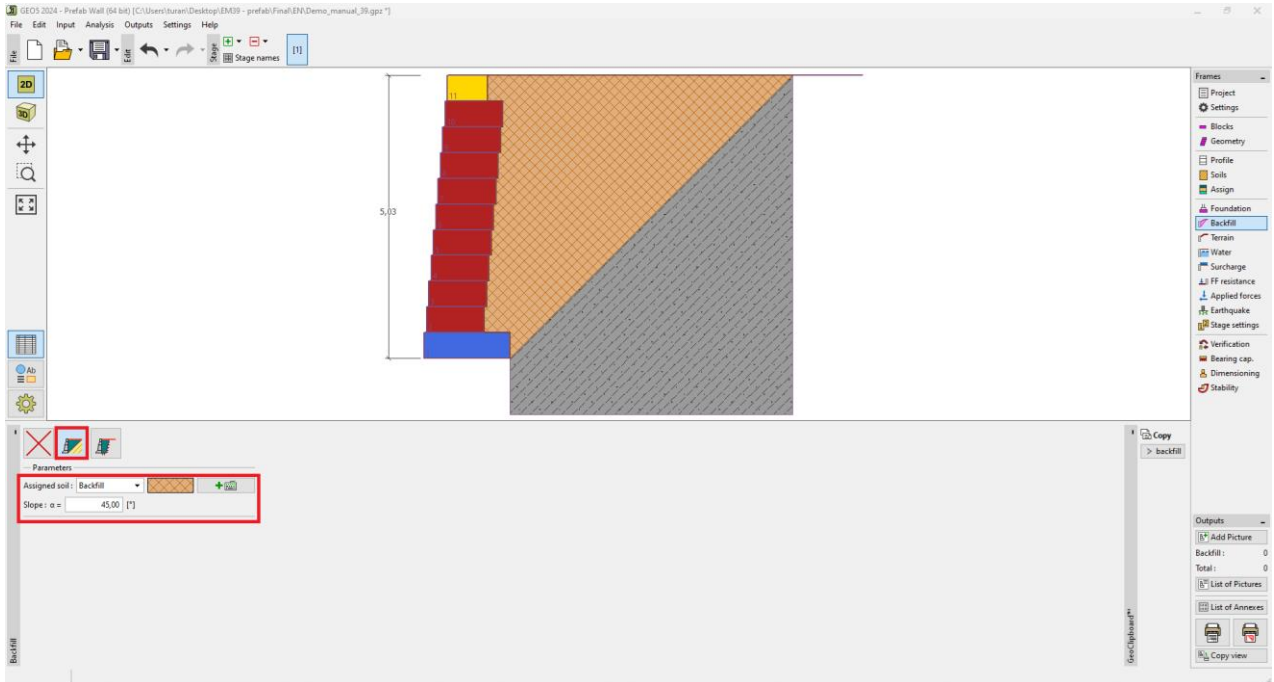 GEO5 2024 - Prefab Wall (64 bit) [C:\Users\turan\Desktop\EM39 - prefab\Final\EN\Demo_manual_39.gpz *]
File Edit Input Analysis Outputs Settings Help
File
Edit
Stage
Stage names
[1]
2D
3D
Ab
5,03
11
Frames
Project
Settings
Blocks
Geometry
Profile
Soils
Assign
Foundation
Backfill
Terrain
Water
Surcharge
FF resistance
Applied forces
Earthquake
Stage settings
Verification
Bearing cap.
Dimensioning
Stability
Parameters
Assigned soil : Backfill
Slope : α = 45,00 [°]
Backfill
GeoClipboard™
Copy
> backfill
Outputs
Add Picture
Backfill : 0
Total : 0
List of Pictures
List of Annexes
Copy view